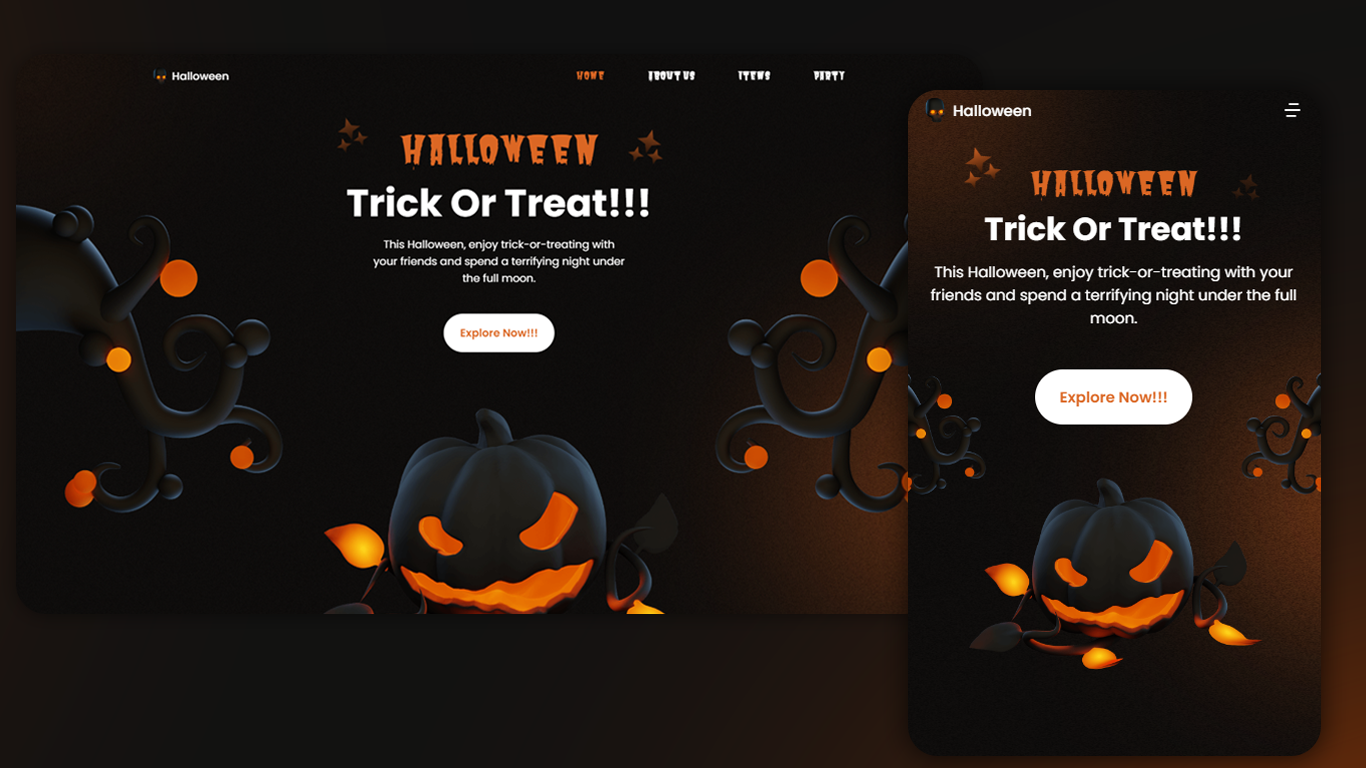 Halloween
HOME ABOUT US ITEMS PARTY
HALLOWEEN
Trick Or Treat!!!
This Halloween, enjoy trick-or-treating with
your friends and spend a terrifying night under
the full moon.
Explore Now!!!
Halloween
HALLOWEEN
Trick Or Treat!!!
This Halloween, enjoy trick-or-treating with your
friends and spend a terrifying night under the full
moon.
Explore Now!!!